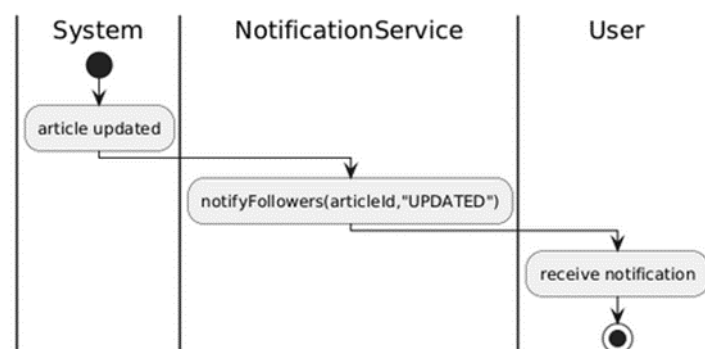 System
NotificationService
User
article updated
notifyFollowers(articleId,"UPDATED")
receive notification